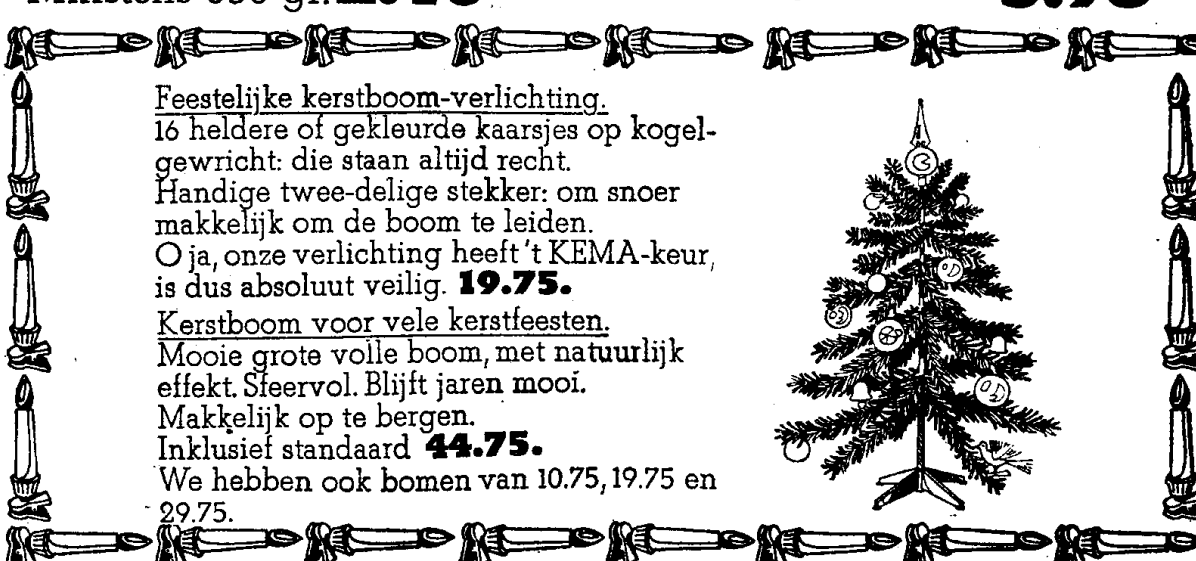 Feestelijke kerstboom-verlichting.
16 heldere of gekleurde kaarsjes op kogel-
gewricht: die staan altijd recht.
Handige twee-delige stekker: om snoer
makkelijk om de boom te leiden.
O ja, onze verlichting heeft 't KEMA-keur,
is dus absoluut veilig. 19.75.
Kerstboom voor vele kerstfeesten.
Mooie grote volle boom, met natuurlijk
effekt. Sfeervol. Blijft jaren mooi.
Makkelijk op te bergen.
Inklusief standaard 44.75.
We hebben ook bomen van 10.75, 19.75 en
29.75.